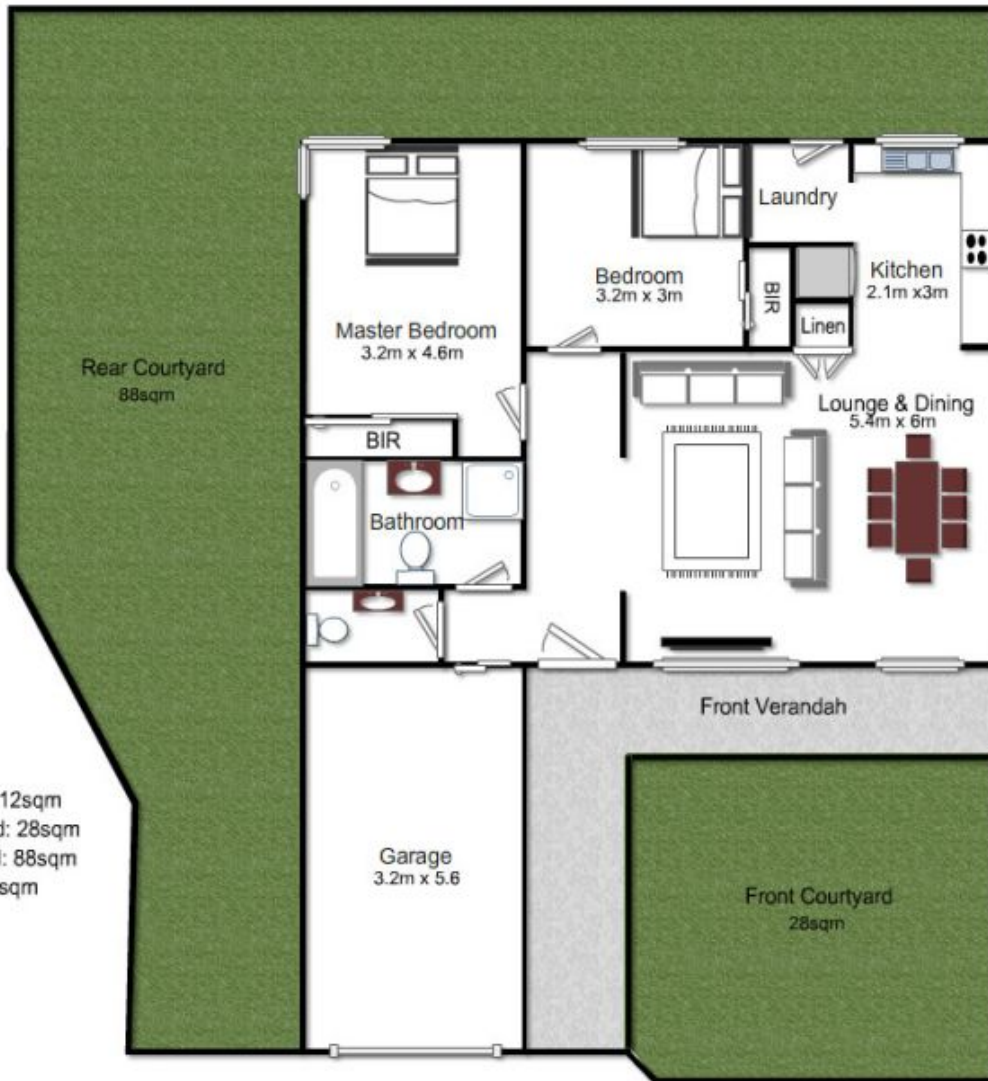 Laundry
Bedroom
3.2m x 3m
BIR
Kitchen
2.1m x3m
Linen
Master Bedroom
3.2m x 4.6m
Rear Courtyard
88sqm
BIR
Lounge & Dining
5.4m x 6m
Bathroom
Front Verandah
12sqm
d: 28sqm
: 88sqm
sqm
Garage
3.2m x 5.6
Front Courtyard
28sqm